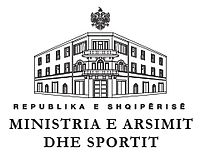 REPUBLIKA E SHQIPËRISË
MINISTRIA E ARSIMIT
DHE SPORTIT